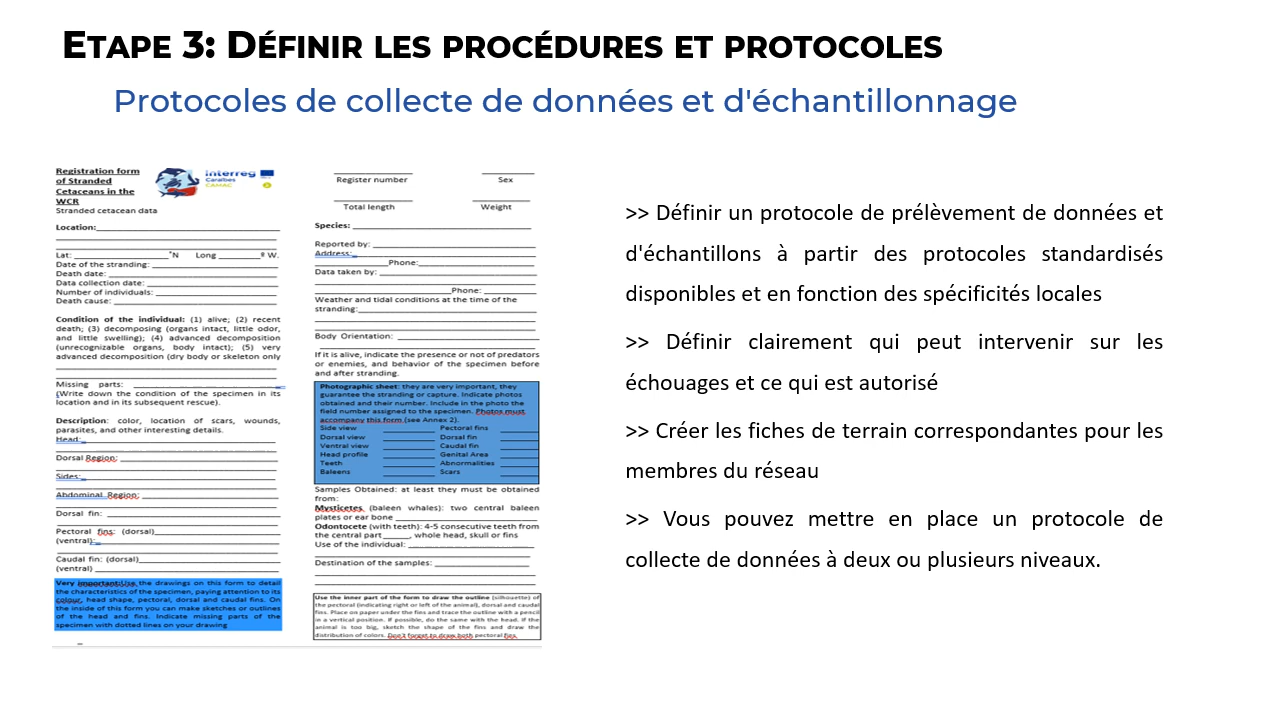 ETAPE 3: DÉFINIR LES PROCÉDURES ET PROTOCOLES
Protocoles de collecte de données et d'échantillonnage
Registration form
of Stranded
Cetaceans in the
WCR
Stranded cetacean data
interreg
Caraïbes
CAMAC
Location:
Lat: °N Long º W.
Date of the stranding:
Death date:
Data collection date:
Number of individuals:
Death cause:
Condition of the individual: (1) alive; (2) recent
death; (3) decomposing (organs intact, little odor,
and little swelling); (4) advanced decomposition
(unrecognizable organs, body intact); (5) very
advanced decomposition (dry body or skeleton only
Missing parts:
(Write down the condition of the specimen in its
location and in its subsequent rescue).
Description: color, location of scars, wounds,
parasites, and other interesting details.
Head:
Dorsal Region:
Sides:
Abdominal Region:
Dorsal fin:
Pectoral fins: (dorsal)
(ventral):
Caudal fin: (dorsal)
(ventral)
Very important: Use the drawings on this form to detail
the characteristics of the specimen, paying attention to its
colour, head shape, pectoral, dorsal and caudal fins. On
the inside of this form you can make sketches or outlines
of the head and fins. Indicate missing parts of the
specimen with dotted lines on your drawing
Register number Sex
Total length Weight
Species:
Reported by:
Address:
Phone:
Data taken by:
Phone:
Weather and tidal conditions at the time of the
stranding:
Body Orientation:
If it is alive, indicate the presence or not of predators
or enemies, and behavior of the specimen before
and after stranding.
Photographic sheet: they are very important, they
guarantee the stranding or capture. Indicate photos
obtained and their number. Include in the photo the
field number assigned to the specimen. Photos must
accompany this form (see Annex 2).
Side view Pectoral fins
Dorsal view Dorsal fin
Ventral view Caudal fin
Head profile Genital Area
Teeth Abnormalities
Baleens Scars
Samples Obtained: at least they must be obtained
from:
Mysticetes (baleen whales): two central baleen
plates or ear bone
Odontocete (with teeth): 4-5 consecutive teeth from
the central part , whole head, skull or fins
Use of the individual:
Destination of the samples:
Use the inner part of the form to draw the outline (silhouette) of
the pectoral (indicating right or left of the animal), dorsal and caudal
fins. Place on paper under the fins and trace the outline with a pencil
in a vertical position. If possible, do the same with the head. If the
animal is too big, sketch the shape of the fins and draw the
distribution of colors. Don't forget to draw both pectoral fins.
>> Définir un protocole de prélèvement de données et
d'échantillons à partir des protocoles standardisés
disponibles et en fonction des spécificités locales
>> Définir clairement qui peut intervenir sur les
échouages et ce qui est autorisé
>> Créer les fiches de terrain correspondantes pour les
membres du réseau
>> Vous pouvez mettre en place un protocole de
collecte de données à deux ou plusieurs niveaux.